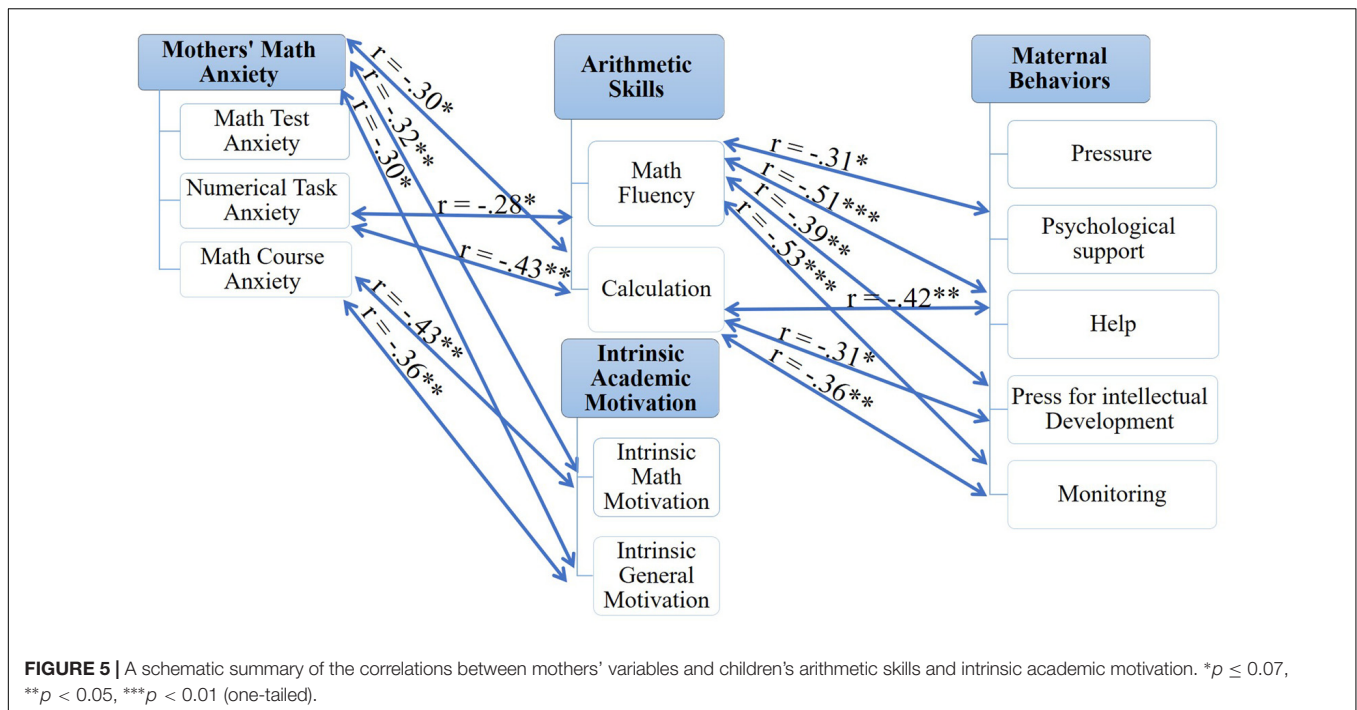 Mothers' Math
Anxiety
Math Test
Anxiety
Numerical Task
Anxiety
Math Course
Anxiety
r = -.30*
r = -.32**
r = -.30*
r = -.28*
r = -.43**
r = -.43**
r = -.36**
Arithmetic
Skills
Math
Fluency
Calculation
Intrinsic
Academic
Motivation
Intrinsic
Math
Motivation
Intrinsic
General
Motivation
r = -.31*
r = -.51***
r = -.39**
r = -.53***
r = -.42**
r = -.31*
r = -.36**
Maternal
Behaviors
Pressure
Psychological
support
Help
Press for intellectual
Development
Monitoring
FIGURE 5 | A schematic summary of the correlations between mothers' variables and children's arithmetic skills and intrinsic academic motivation. *p ≤ 0.07,
**p < 0.05, ***p < 0.01 (one-tailed).